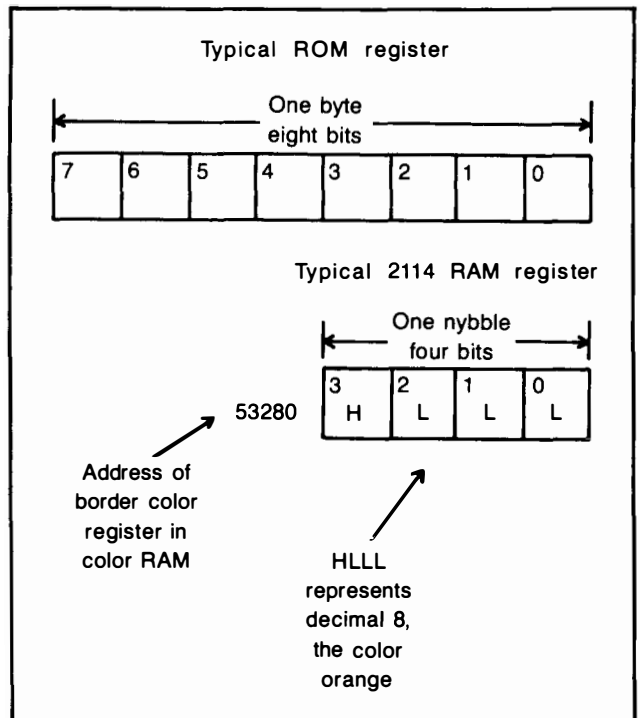 Typical ROM register
One byte
eight bits
7 6 5 4 3 2 1 0
Typical 2114 RAM register
One nybble
four bits
3 2 1 0
53280 H L L L
Address of
border color
register in
color RAM
HLLL
represents
decimal 8,
the color
orange